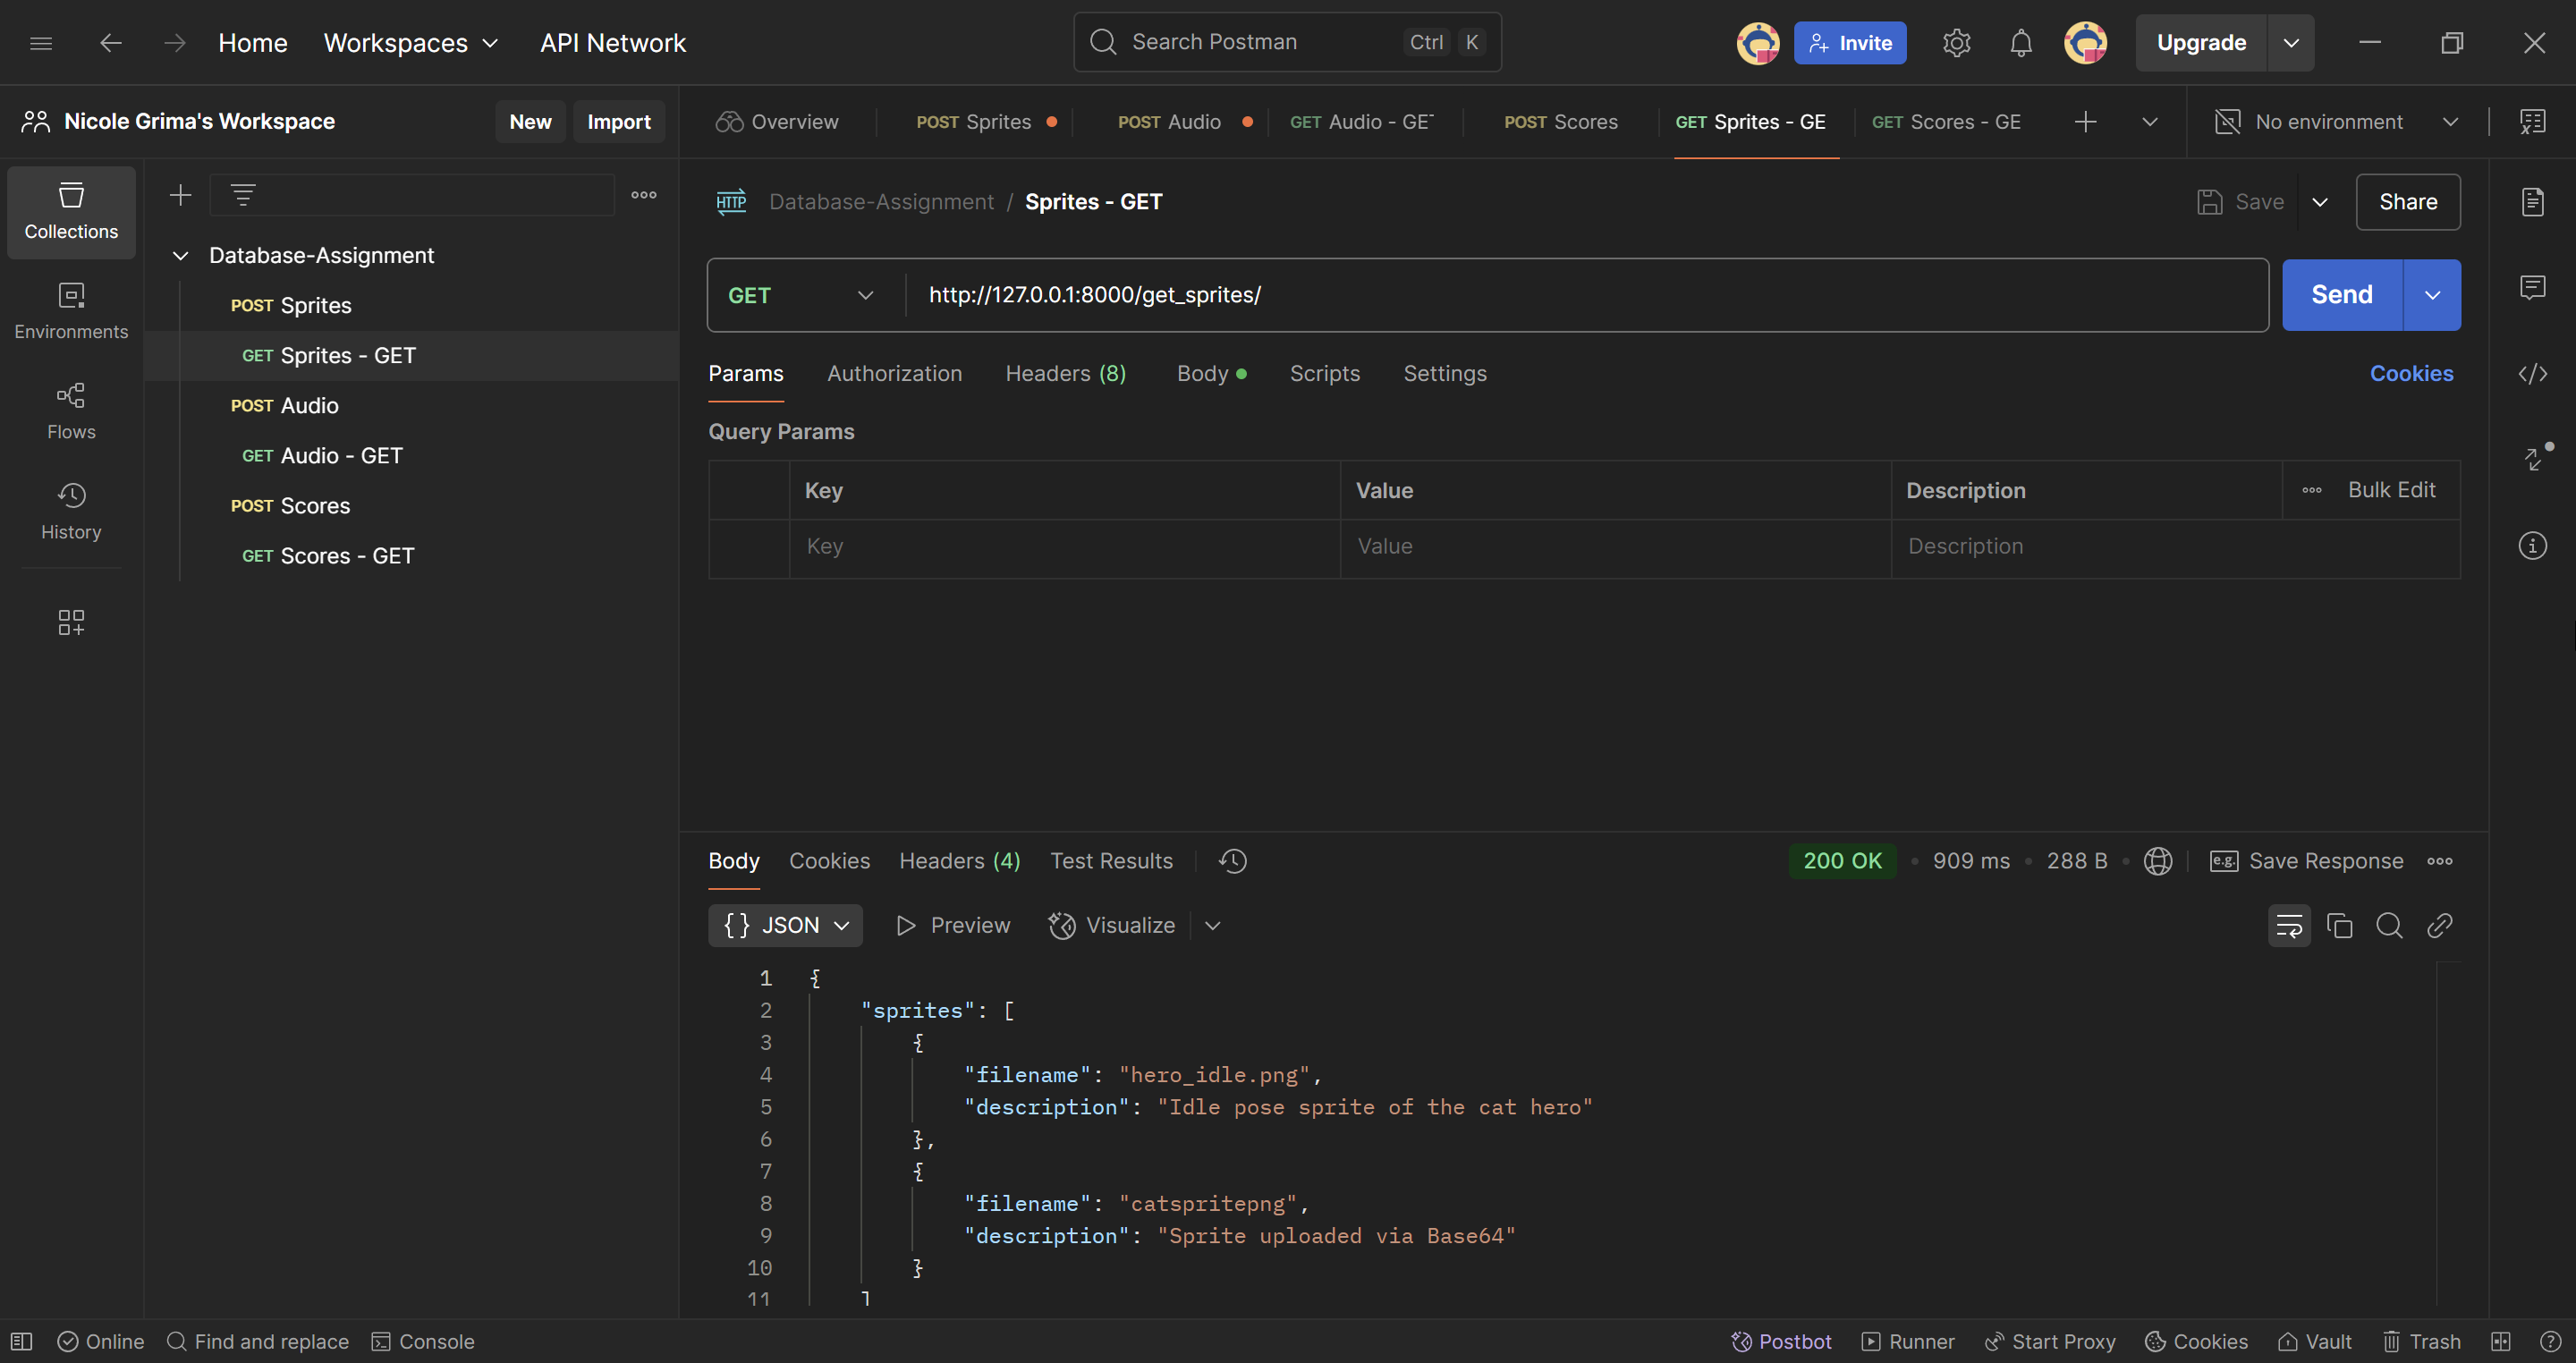 Home Workspaces API Network Search Postman Ctrl K Invite Upgrade
Nicole Grima's Workspace New Import Overview POST Sprites POST Audio GET Audio - GE POST Scores GET Sprites - GE GET Scores - GE No environment
Collections
Environments
Flows
History
Database-Assignment
POST Sprites
GET Sprites - GET
POST Audio
GET Audio - GET
POST Scores
GET Scores - GET
HTTP Database-Assignment / Sprites - GET Save Share
GET http://127.0.0.1:8000/get_sprites/ Send
Params Authorization Headers (8) Body Scripts Settings Cookies
Query Params
Key Value Description Bulk Edit
Key Value Description
Body Cookies Headers (4) Test Results 200 OK 909 ms 288 B e.g. Save Response
{ } JSON Preview Visualize
1 {
2 "sprites": [
3 {
4 "filename": "hero_idle.png",
5 "description": "Idle pose sprite of the cat hero"
6 },
7 {
8 "filename": "catspritepng",
9 "description": "Sprite uploaded via Base64"
10 }
11 ]
Online Find and replace Console Postbot Runner Start Proxy Cookies Vault Trash